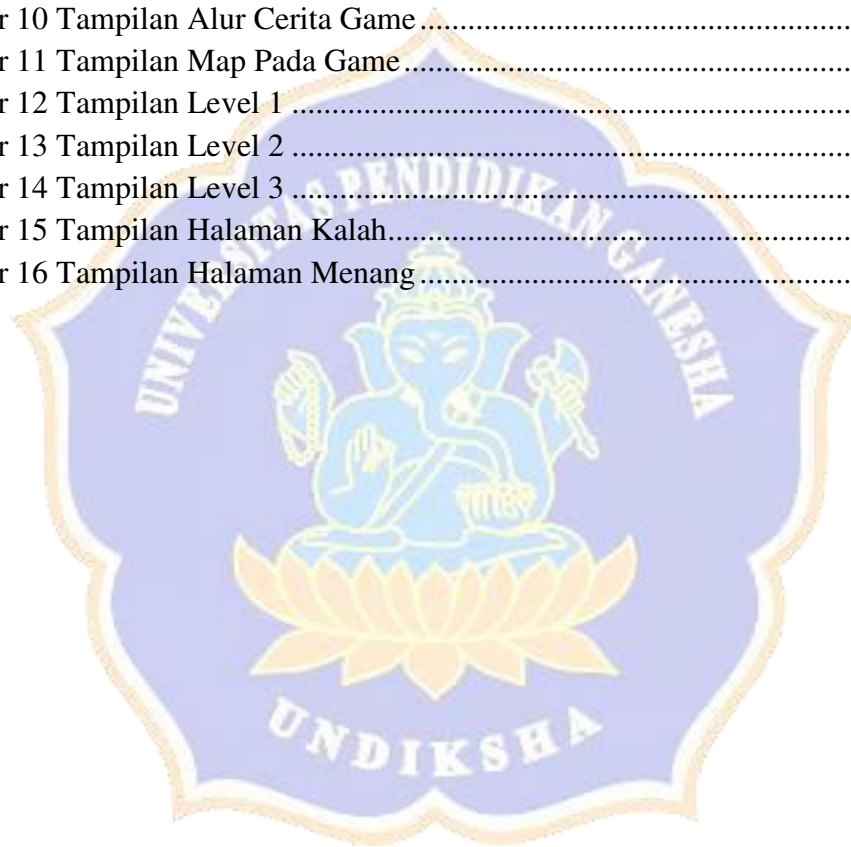 r 10 Tampilan Alur Cerita Game................................................................
r 11 Tampilan Map Pada Game................................................................
r 12 Tampilan Level 1................................................................
r 13 Tampilan Level 2................................................................
r 14 Tampilan Level 3................................................................
r 15 Tampilan Halaman Kalah................................................................
r 16 Tampilan Halaman Menang................................................................
UNIVERSITAS PENDIDIKAN GANESHA
UNDIKSHA